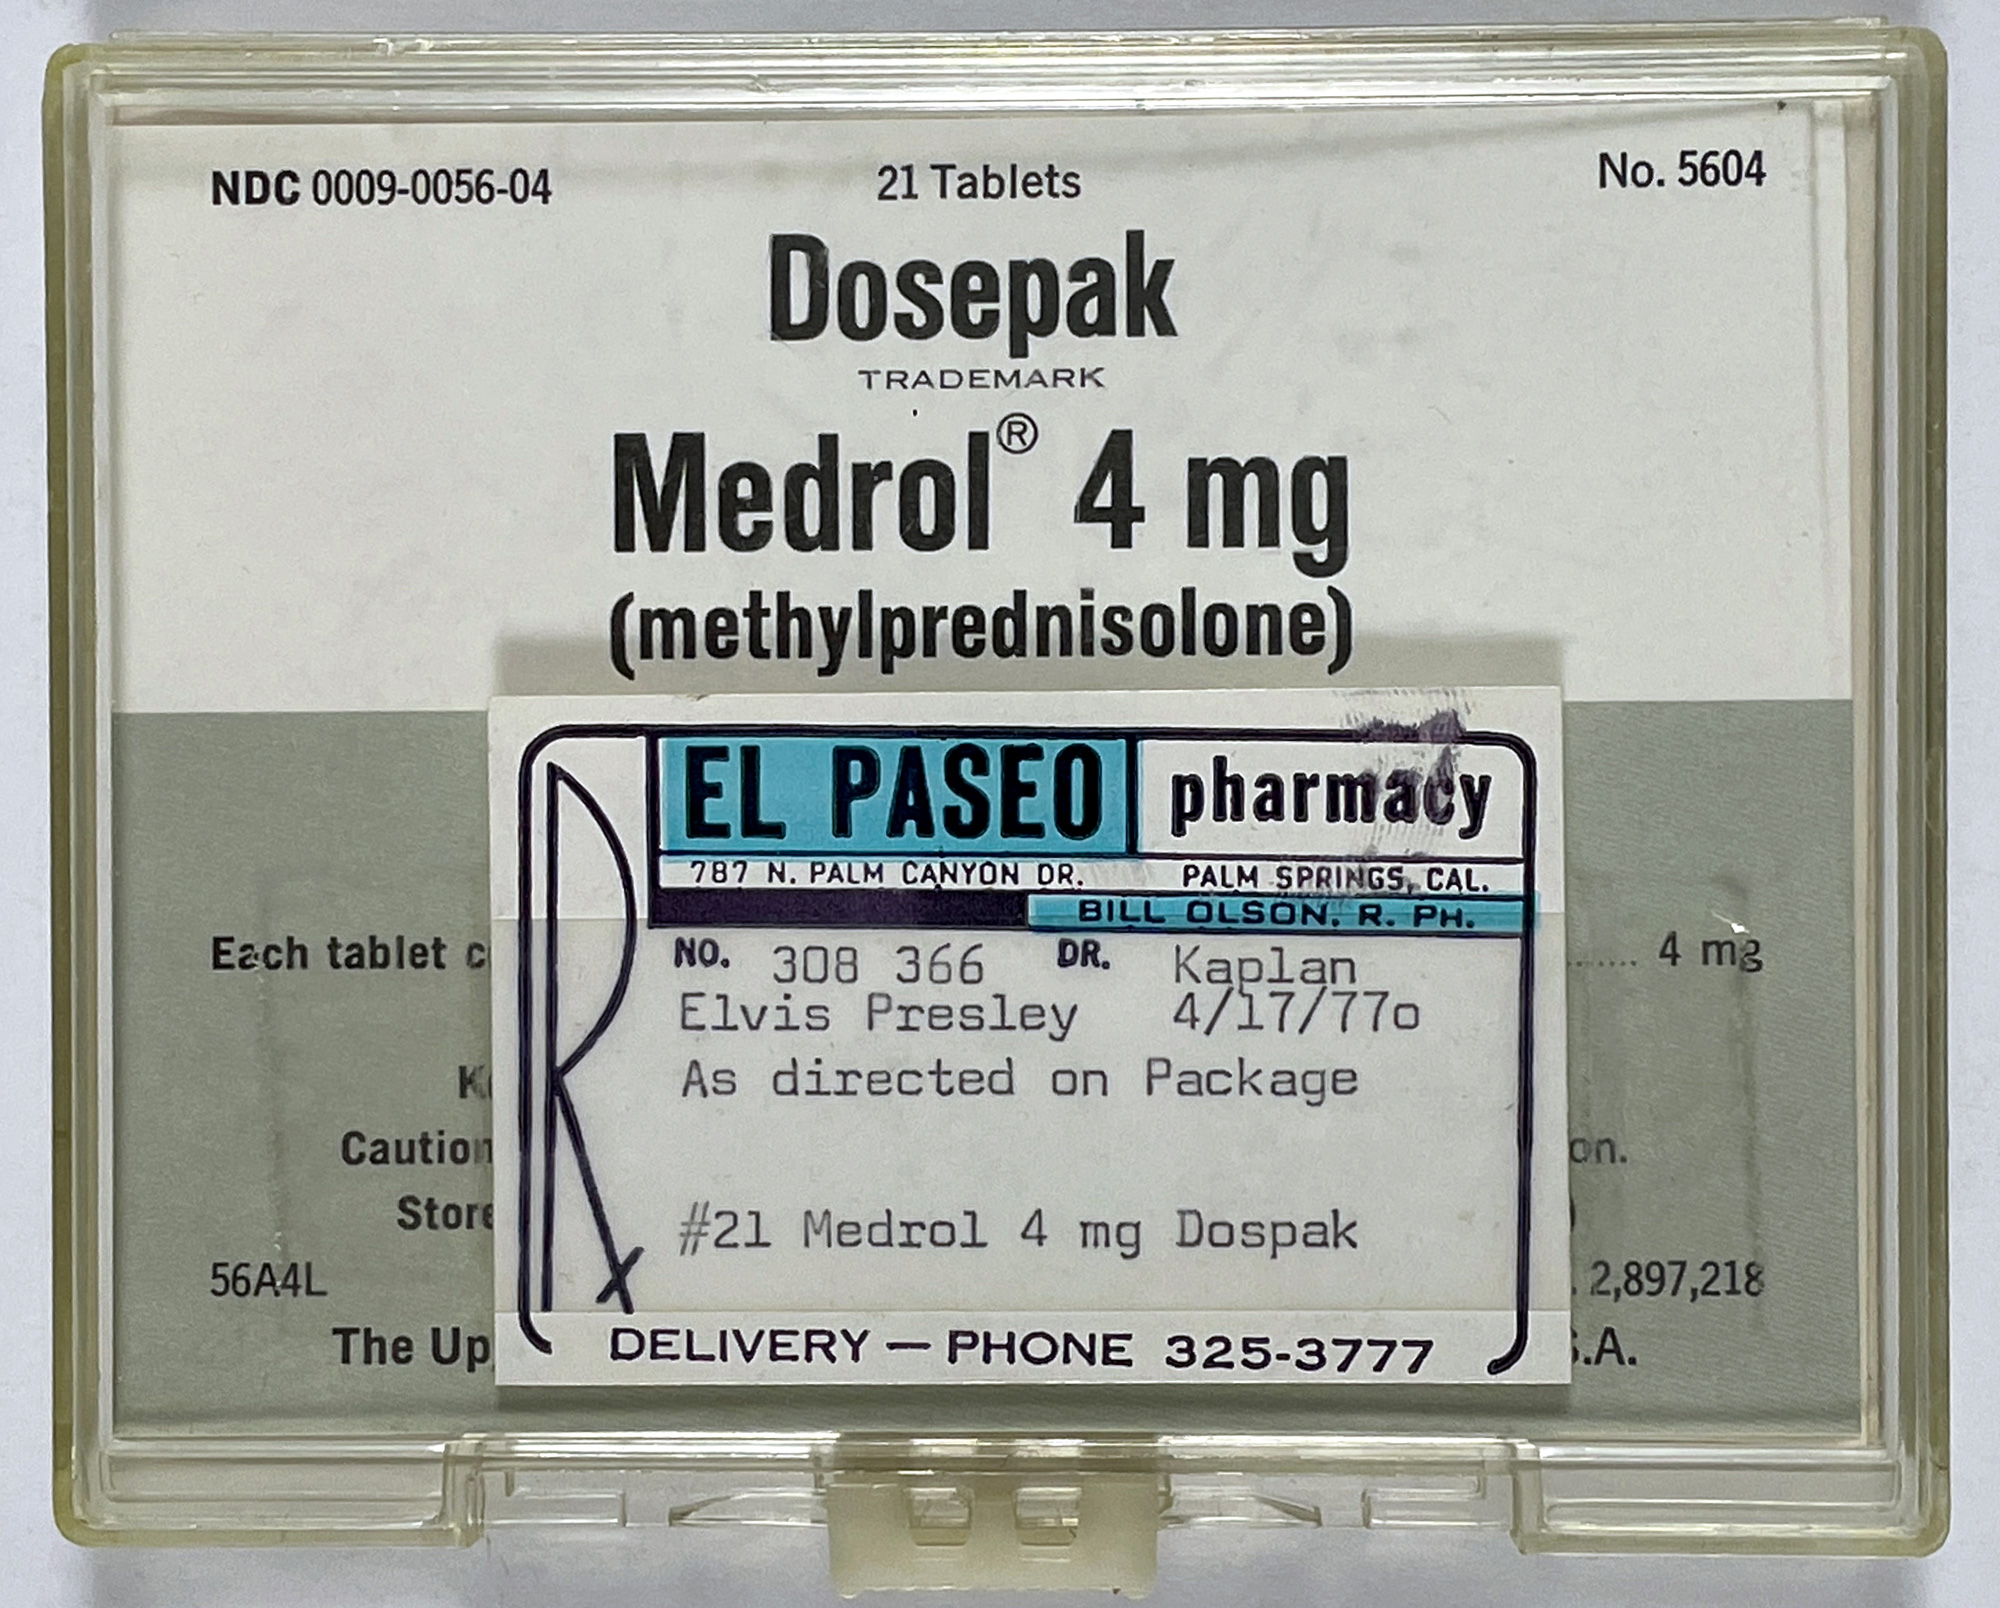 NDC 0009-0056-04 21 Tablets No. 5604
Dosepak
TRADEMARK
Medrol® 4 mg
(methylprednisolone)
EL PASEO pharmacy
787 N. PALM CANYON DR. PALM SPRINGS, CAL.
BILL OLSON, R. PH.
NO. 308 366 DR. Kaplan
Elvis Presley 4/17/77o
As directed on Package
#21 Medrol 4 mg Dospak
DELIVERY — PHONE 325-3777
Rx
Each tablet c ....... 4 mg
Caution on.
Store
56A4L . 2,897,218
The Up .A.